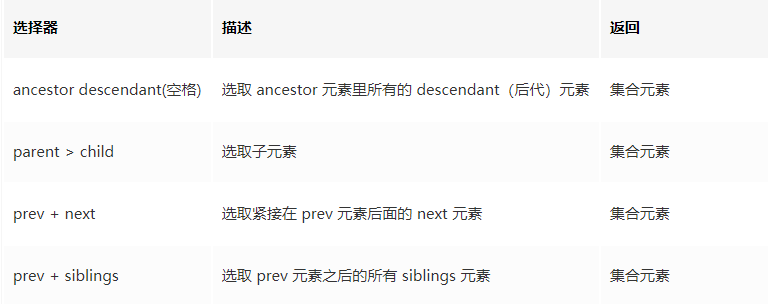 选择器 描述 返回
ancestor descendant(空格) 选取 ancestor 元素里所有的 descendant（后代）元素 集合元素
parent > child 选取子元素 集合元素
prev + next 选取紧接在 prev 元素后面的 next 元素 集合元素
prev + siblings 选取 prev 元素之后的所有 siblings 元素 集合元素